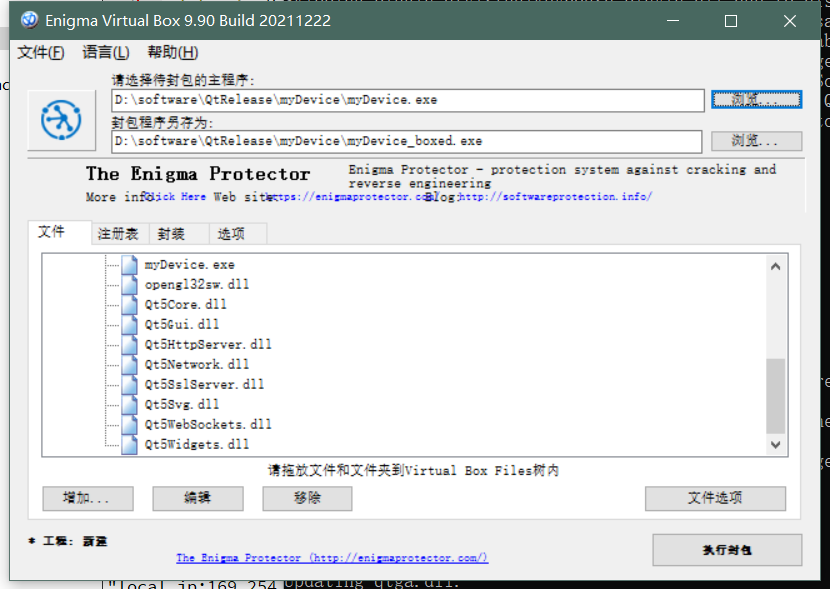 Enigma Virtual Box 9.90 Build 20211222
文件(F) 语言(L) 帮助(H)
请选择待封包的主程序:
D:\software\QtRelease\myDevice\myDevice.exe 浏览...
封包程序另存为:
D:\software\QtRelease\myDevice\myDevice_boxed.exe 浏览...
The Enigma Protector
Enigma Protector - protection system against cracking and
reverse engineering
More info: Click Here Web site: https://enigmaprotector.com/ Blog: http://softwareprotection.info/
文件 注册表 封装 选项
myDevice.exe
opengl32sw.dll
Qt5Core.dll
Qt5Gui.dll
Qt5HttpServer.dll
Qt5Network.dll
Qt5SslServer.dll
Qt5Svg.dll
Qt5WebSockets.dll
Qt5Widgets.dll
请拖放文件和文件夹到Virtual Box Files树内
增加... 编辑 移除 文件选项
* 工程: 新建
The Enigma Protector (http://enigmaprotector.com/)
执行封包
"local ip:169.254
Updating qtga.dll.